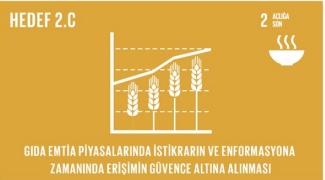 HEDEF 2.C
2 AÇLIĞA
SON
GIDA EMTİA PİYASALARINDA İSTİKRARIN VE ENFORMASYONA
ZAMANINDA ERİŞİMİN GÜVENCE ALTINA ALINMASI